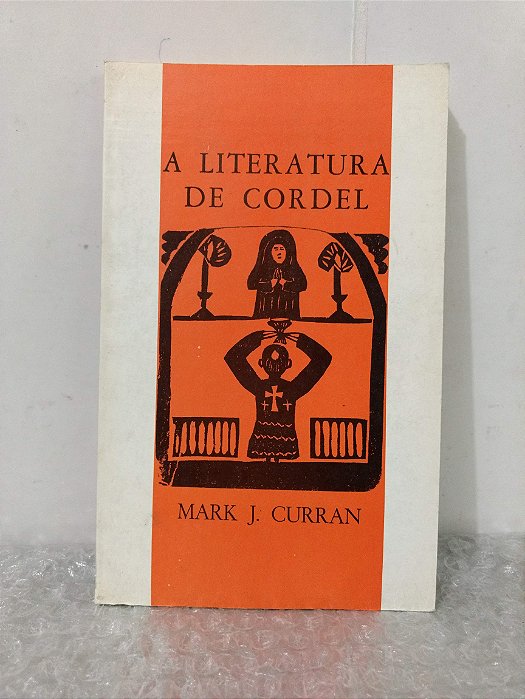 A LITERATURA
DE CORDEL
MARK J. CURRAN